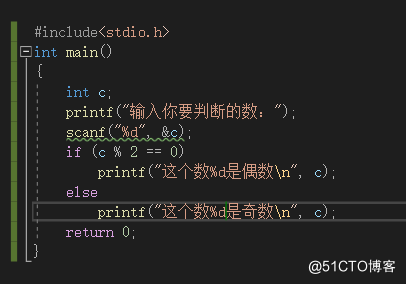 #include<stdio.h>
int main()
{
int c;
printf("输入你要判断的数：");
scanf("%d", &c);
if (c % 2 == 0)
printf("这个数%d是偶数\n", c);
else
printf("这个数%d是奇数\n", c);
return 0;
}
@51CTO博客